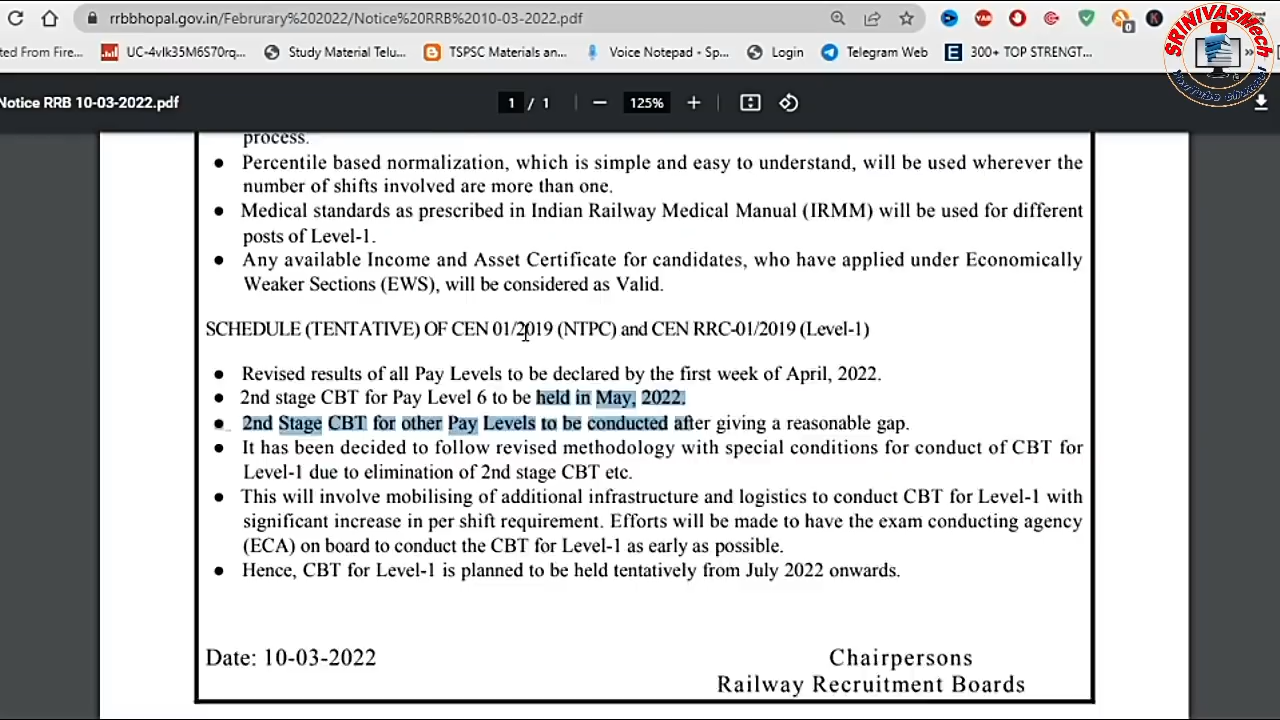 rrbbhopal.gov.in/Februrary%202022/Notice%20RRB%2010-03-2022.pdf
ted From Fire... UC-4vlk35M6S70rq... Study Material Telu... TSPSC Materials an... Voice Notepad - Sp... Login Telegram Web 300+ TOP STRENGT...
SRINIVASMech
YouTube Channel
Notice RRB 10-03-2022.pdf 1 / 1 125%
process.
● Percentile based normalization, which is simple and easy to understand, will be used wherever the
number of shifts involved are more than one.
● Medical standards as prescribed in Indian Railway Medical Manual (IRMM) will be used for different
posts of Level-1.
● Any available Income and Asset Certificate for candidates, who have applied under Economically
Weaker Sections (EWS), will be considered as Valid.
SCHEDULE (TENTATIVE) OF CEN 01/2019 (NTPC) and CEN RRC-01/2019 (Level-1)
● Revised results of all Pay Levels to be declared by the first week of April, 2022.
● 2nd stage CBT for Pay Level 6 to be held in May, 2022.
● 2nd Stage CBT for other Pay Levels to be conducted after giving a reasonable gap.
● It has been decided to follow revised methodology with special conditions for conduct of CBT for
Level-1 due to elimination of 2nd stage CBT etc.
● This will involve mobilising of additional infrastructure and logistics to conduct CBT for Level-1 with
significant increase in per shift requirement. Efforts will be made to have the exam conducting agency
(ECA) on board to conduct the CBT for Level-1 as early as possible.
● Hence, CBT for Level-1 is planned to be held tentatively from July 2022 onwards.
Date: 10-03-2022 Chairpersons
Railway Recruitment Boards